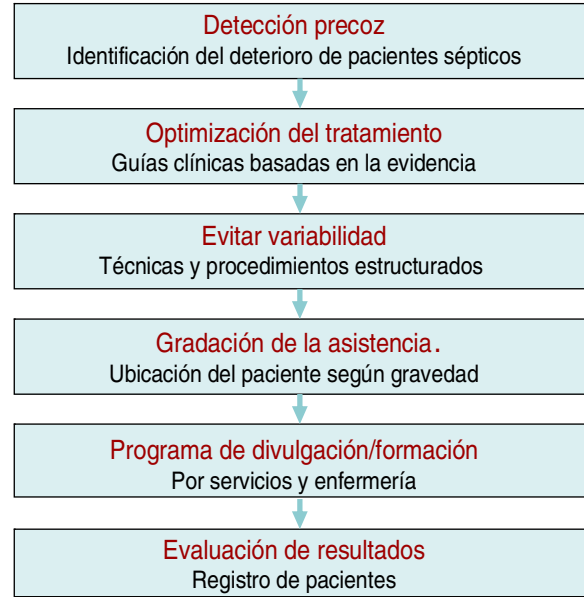 Detección precoz
Identificación del deterioro de pacientes sépticos
Optimización del tratamiento
Guías clínicas basadas en la evidencia
Evitar variabilidad
Técnicas y procedimientos estructurados
Gradación de la asistencia.
Ubicación del paciente según gravedad
Programa de divulgación/formación
Por servicios y enfermería
Evaluación de resultados
Registro de pacientes